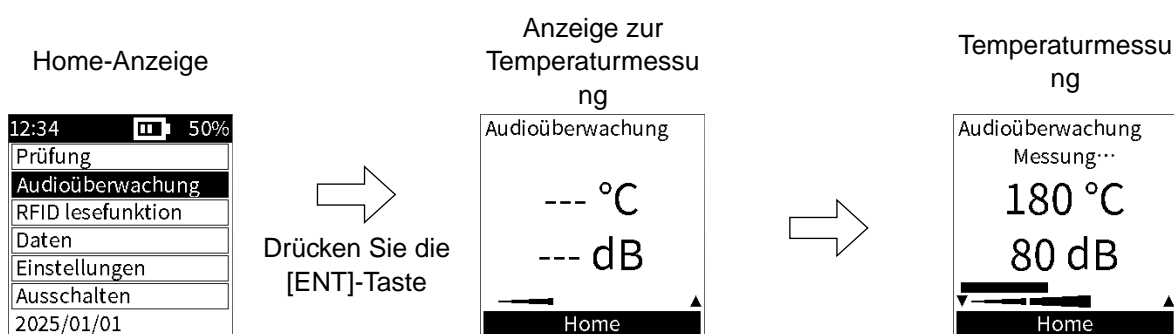 Home-Anzeige
12:34 50%
Prüfung
Audioüberwachung
RFID lesefunktion
Daten
Einstellungen
Ausschalten
2025/01/01
Drücken Sie die
[ENT]-Taste
Anzeige zur
Temperaturmessu
ng
Audioüberwachung
--- °C
--- dB
Home
Temperaturmessu
ng
Audioüberwachung
Messung…
180 °C
80 dB
Home